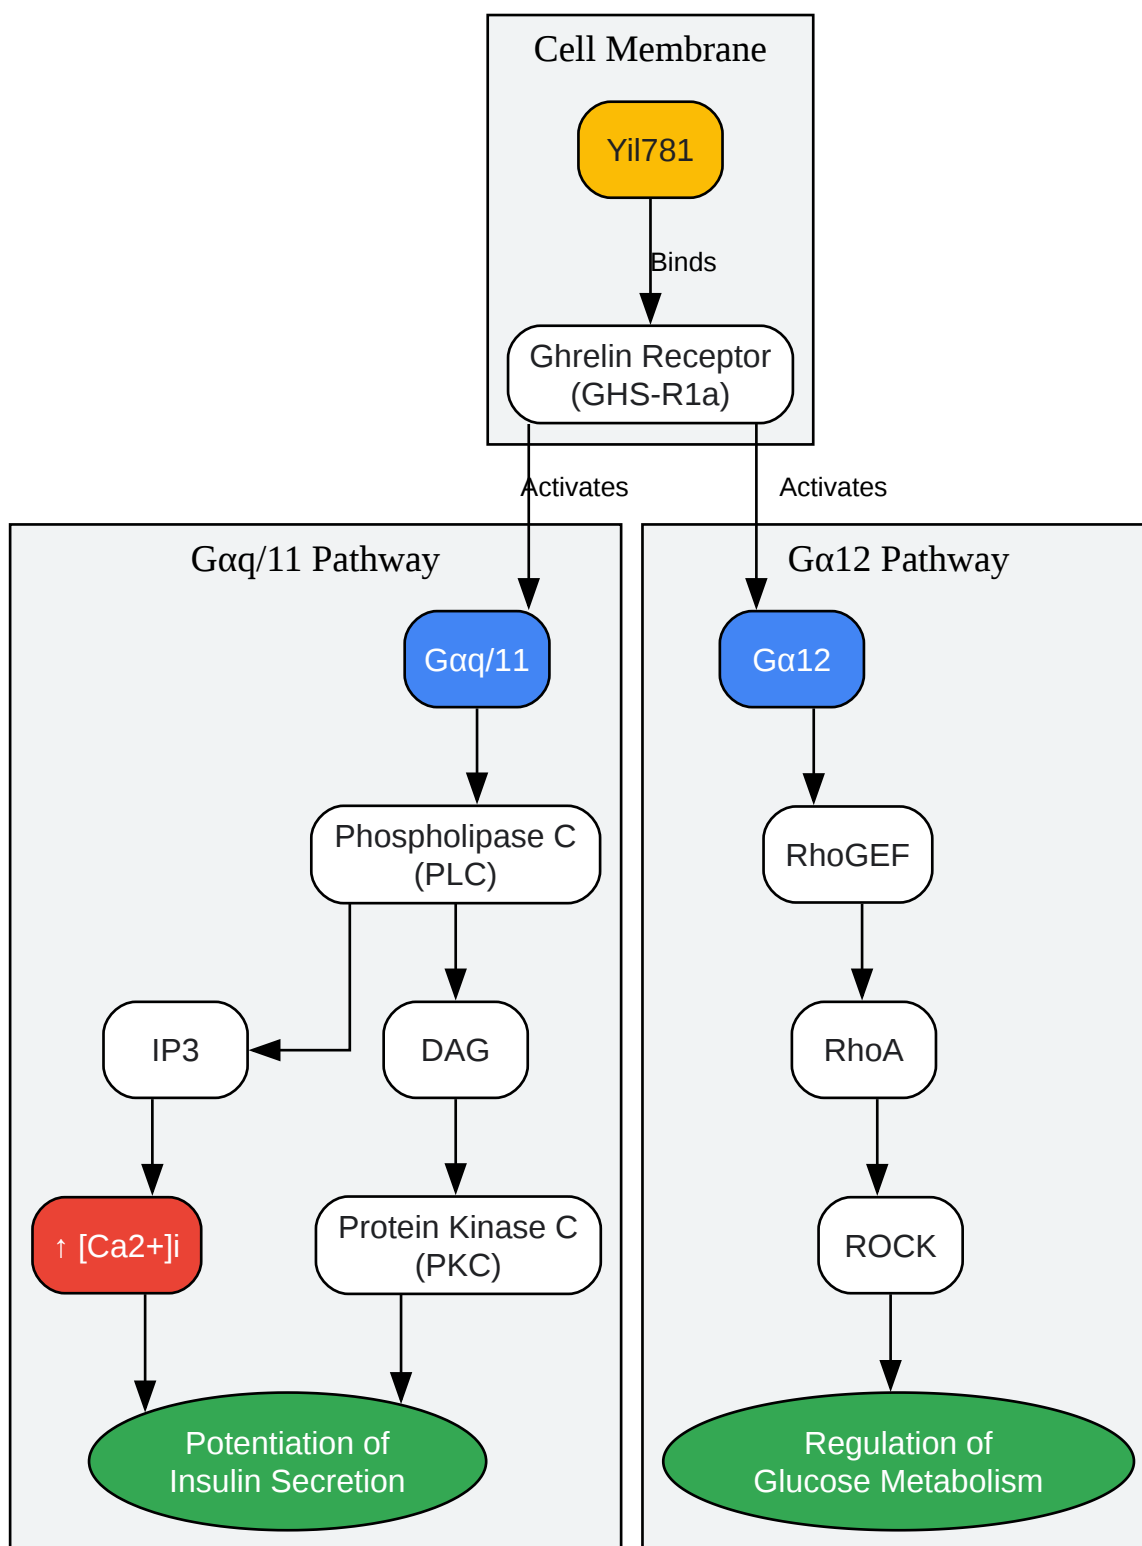 Cell Membrane
Yil781
Binds
Ghrelin Receptor
(GHS-R1a)
Activates
Activates
Gαq/11 Pathway
Gαq/11
Phospholipase C
(PLC)
IP3
DAG
↑ [Ca2+]i
Protein Kinase C
(PKC)
Potentiation of
Insulin Secretion
Gα12 Pathway
Gα12
RhoGEF
RhoA
ROCK
Regulation of
Glucose Metabolism